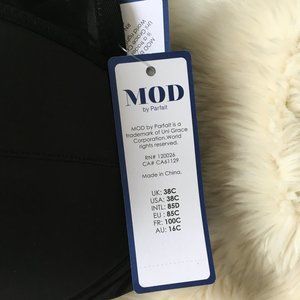 MOD
by Parfait
MOD by Parfait is a
trademark of Uni Grace
Corporation.World
rights reserved.
RN# 120026
CA# CA61129
Made in China.
UK: 38C
USA: 38C
INTL: 85D
EU : 85C
FR: 100C
AU: 16C